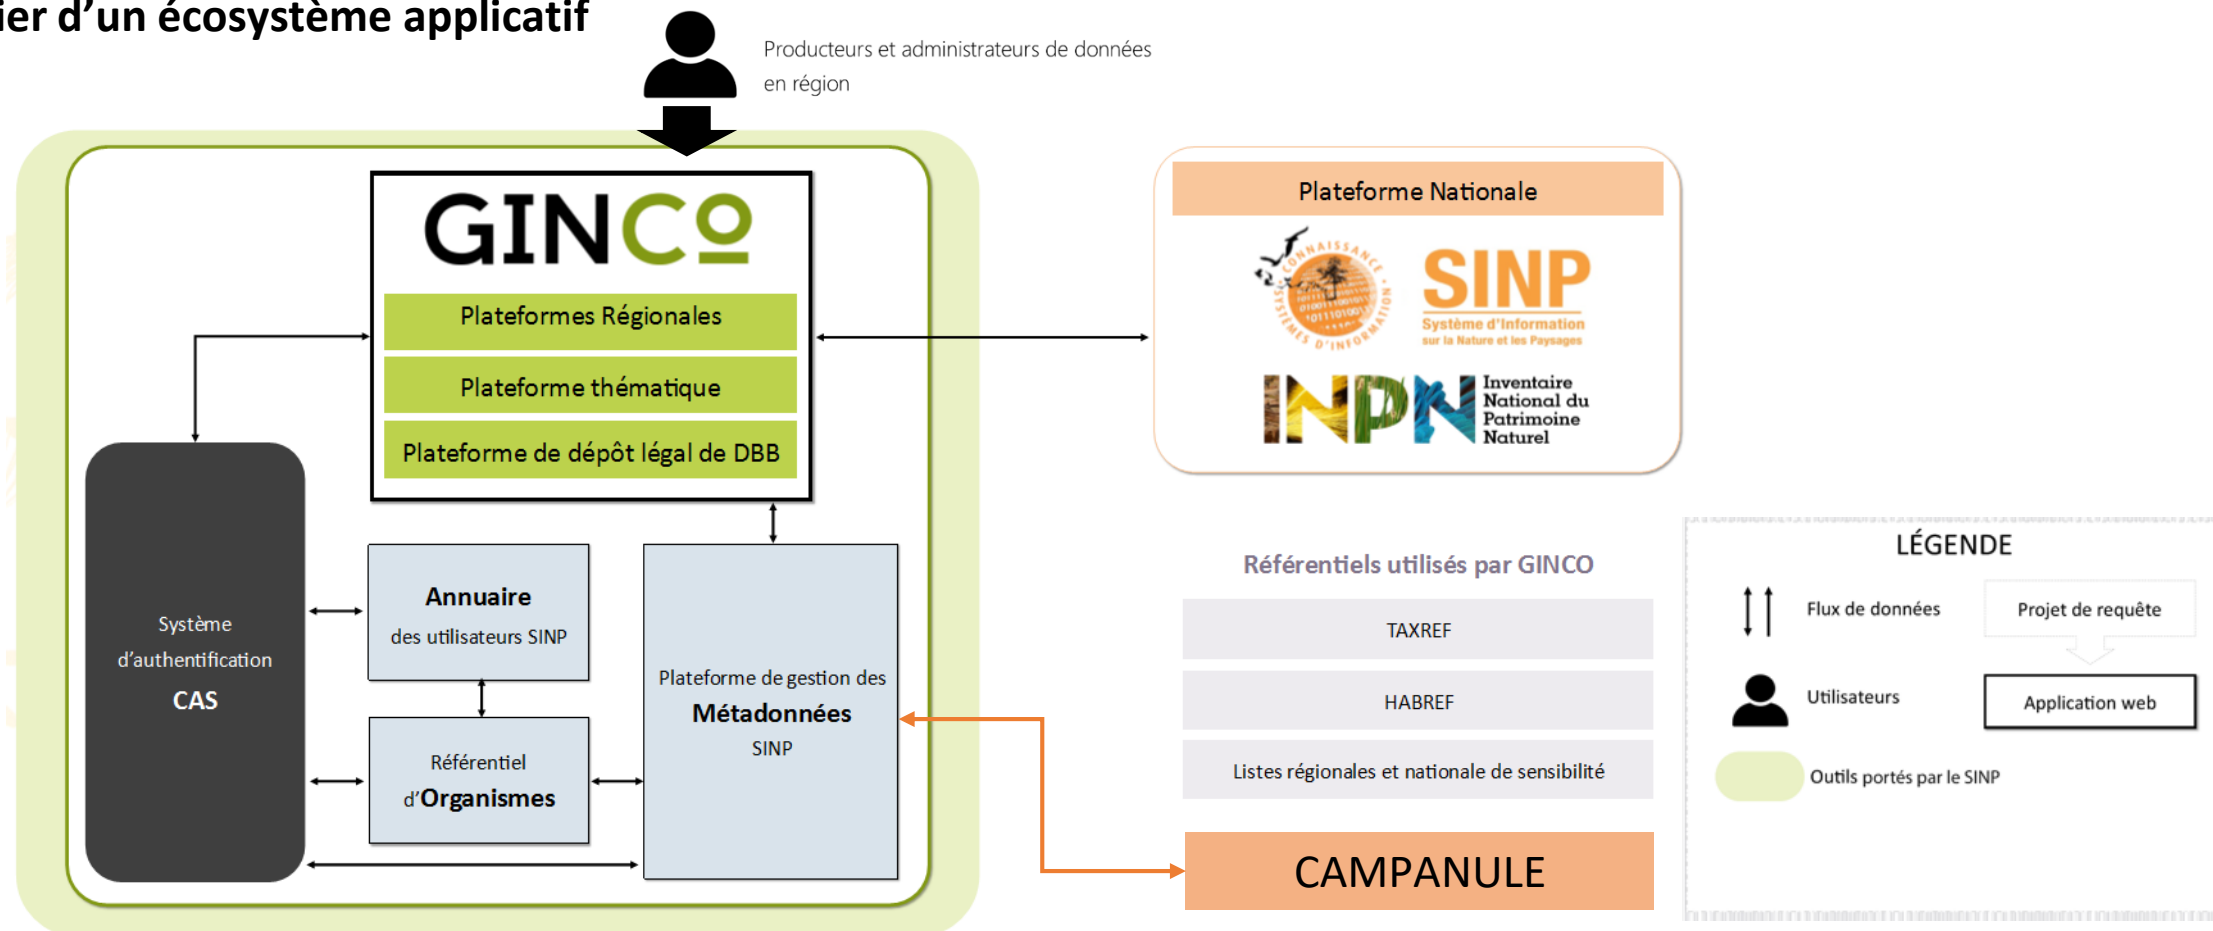 ier d’un écosystème applicatif
Producteurs et administrateurs de données
en région
GINCO
Plateformes Régionales
Plateforme thématique
Plateforme de dépôt légal de DBB
Système
d’authentification
CAS
Annuaire
des utilisateurs SINP
Référentiel
d’Organismes
Plateforme de gestion des
Métadonnées
SINP
Plateforme Nationale
CONNAISSANCE • SYSTÈMES D'INFORMATION •
SINP
Système d'Information
sur la Nature et les Paysages
INPN
Inventaire
National du
Patrimoine
Naturel
Référentiels utilisés par GINCO
TAXREF
HABREF
Listes régionales et nationale de sensibilité
CAMPANULE
LÉGENDE
Flux de données
Projet de requête
Utilisateurs
Application web
Outils portés par le SINP